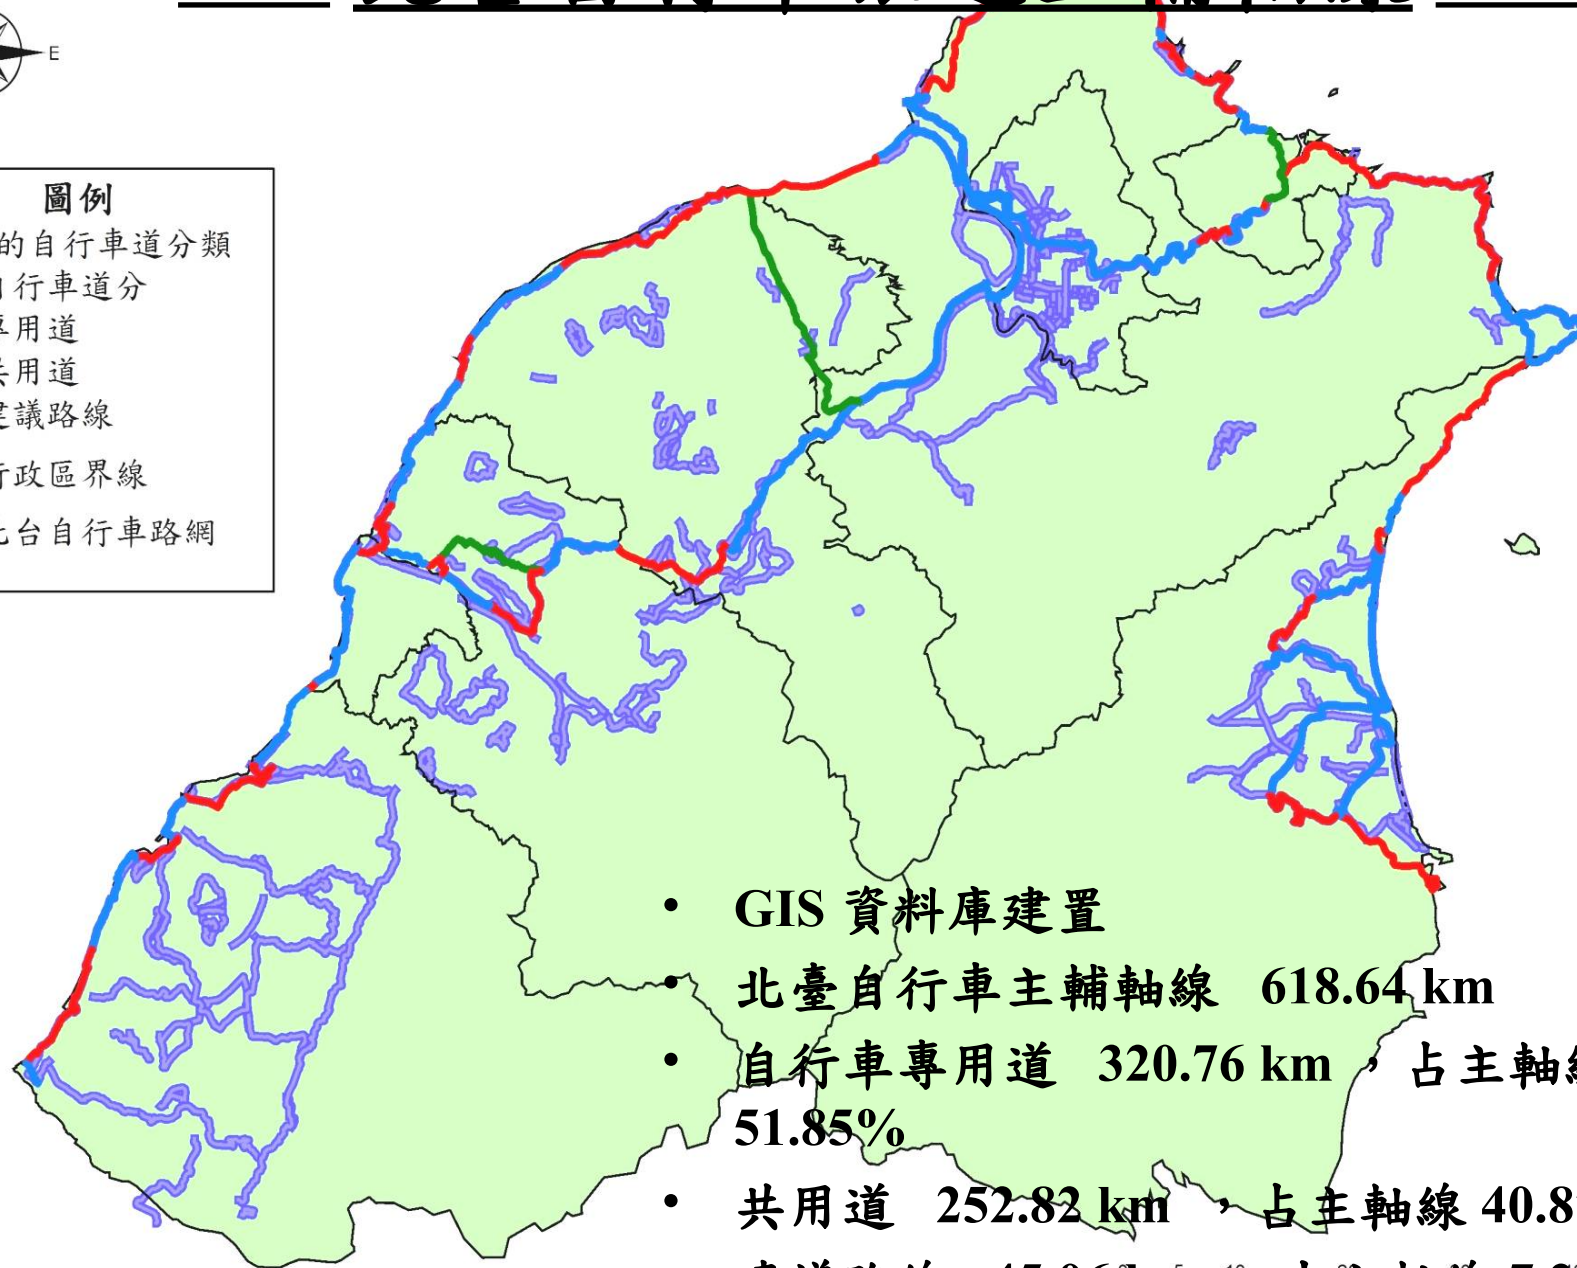 E
圖例
的自行車道分類
自行車道分
專用道
共用道
建議路線
行政區界線
北台自行車路網
• GIS 資料庫建置
• 北臺自行車主輔軸線 618.64 km
• 自行車專用道 320.76 km ，占主軸線
51.85%
• 共用道 252.82 km ，占主軸線 40.8